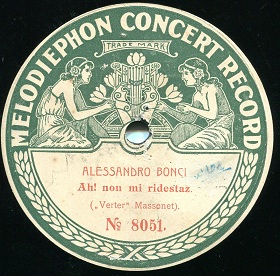 MELODIEPHON CONCERT RECORD
TRADE MARK
ALESSANDRO BONCI
Ah! non mi ridestaz.
(„Verter" Massenet).
№ 8051.